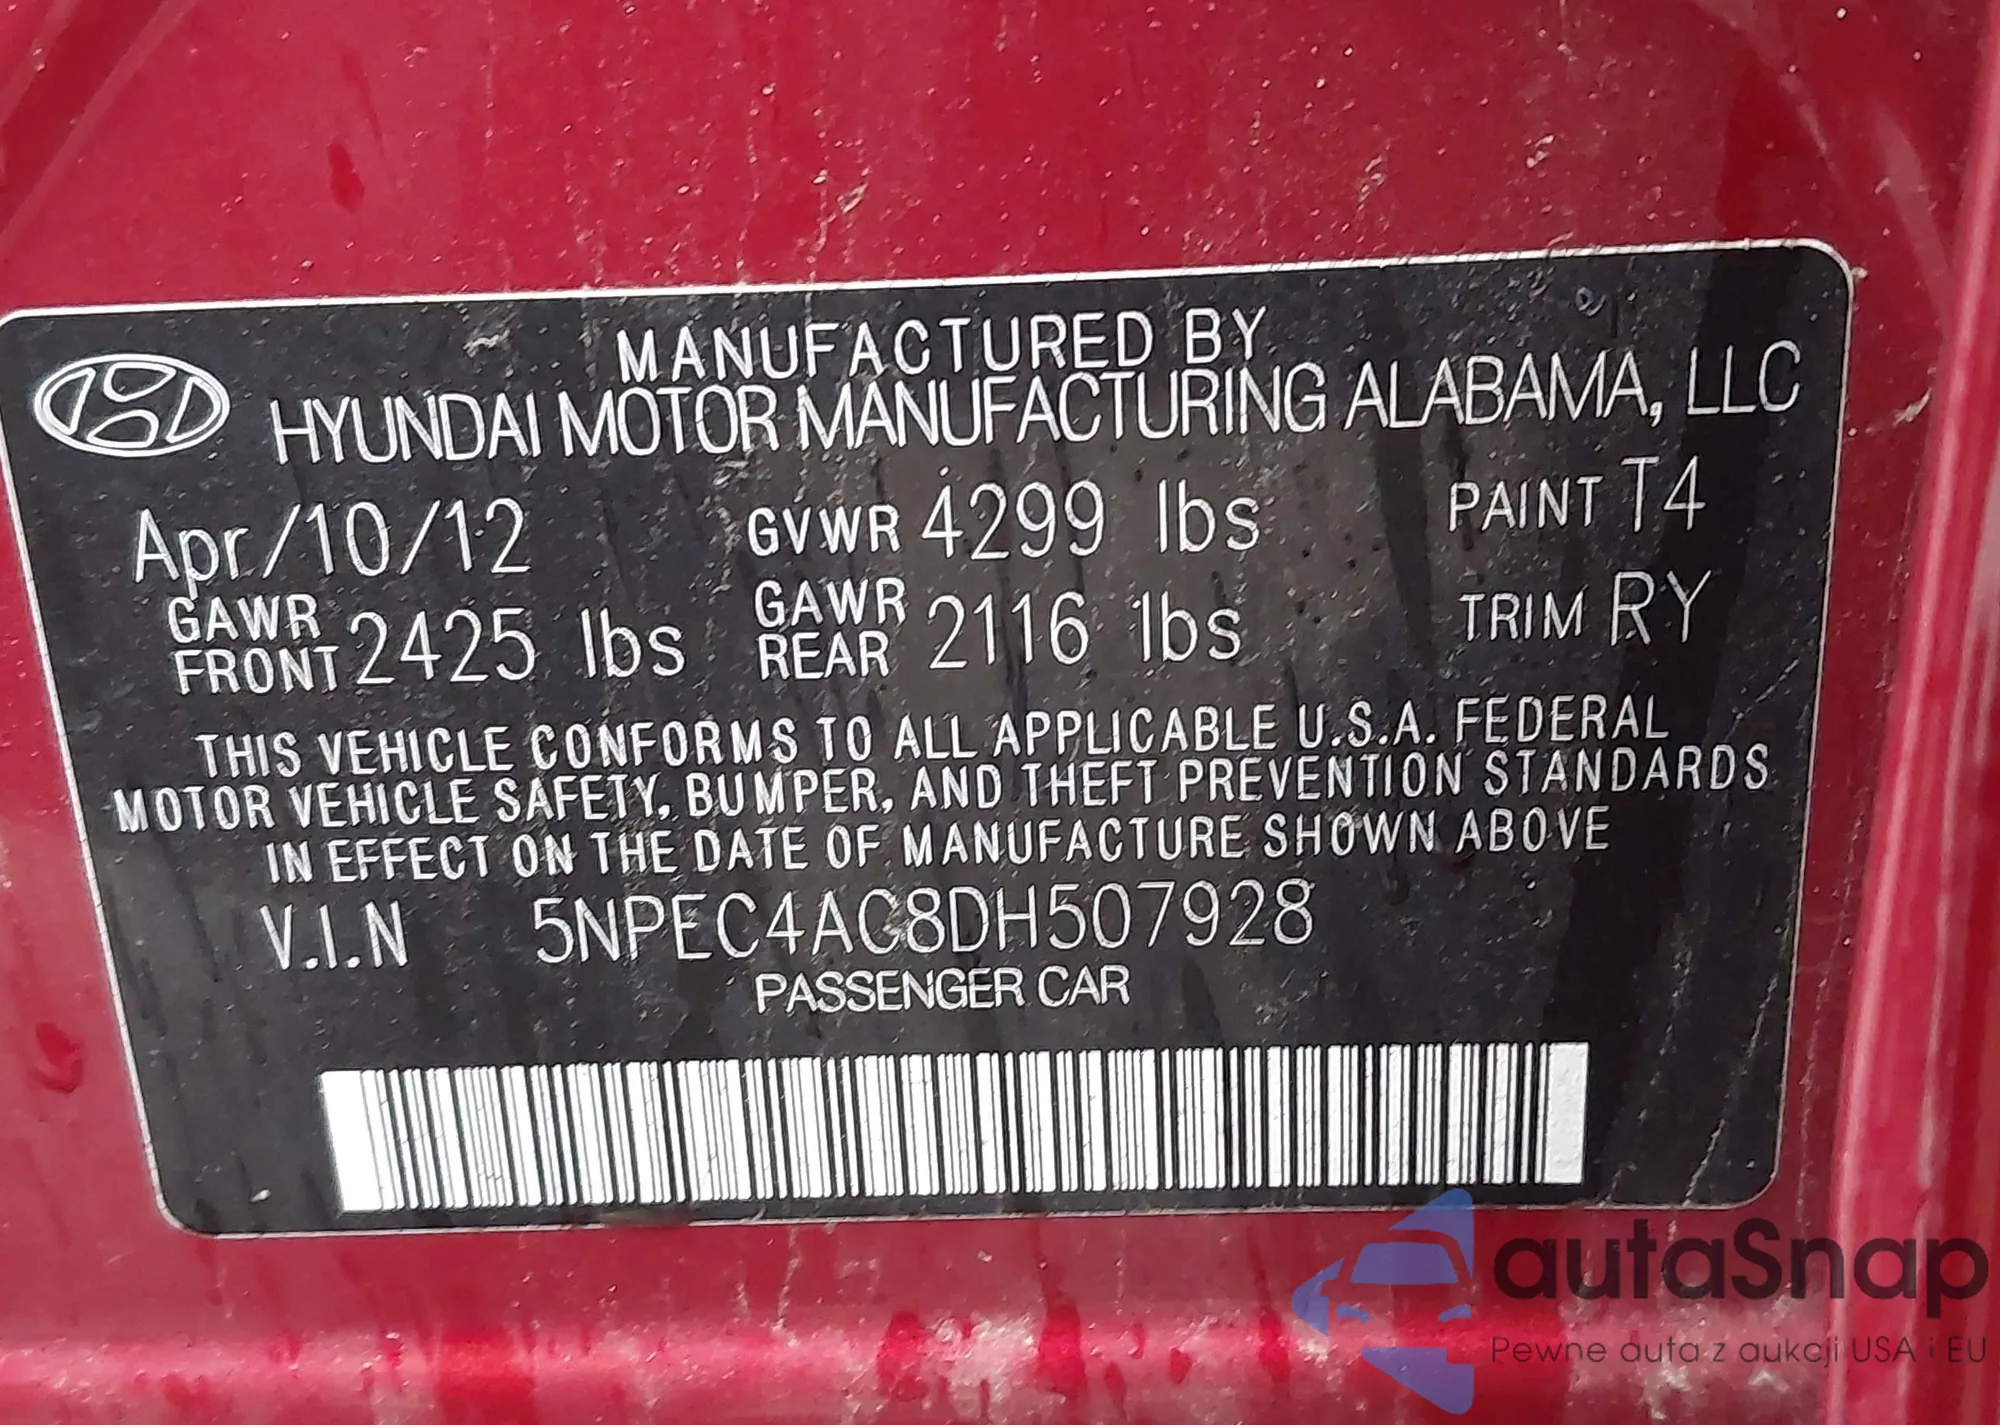 MANUFACTURED BY
HYUNDAI MOTOR MANUFACTURING ALABAMA, LLC
Apr/10/12 GVWR 4299 lbs PAINT T4
GAWR FRONT 2425 lbs GAWR REAR 2116 lbs TRIM RY
THIS VEHICLE CONFORMS TO ALL APPLICABLE U.S.A. FEDERAL
MOTOR VEHICLE SAFETY, BUMPER, AND THEFT PREVENTION STANDARDS
IN EFFECT ON THE DATE OF MANUFACTURE SHOWN ABOVE
V.I.N 5NPEC4AC8DH507928
PASSENGER CAR
autaSnap
Pewne auta z aukcji USA i EU